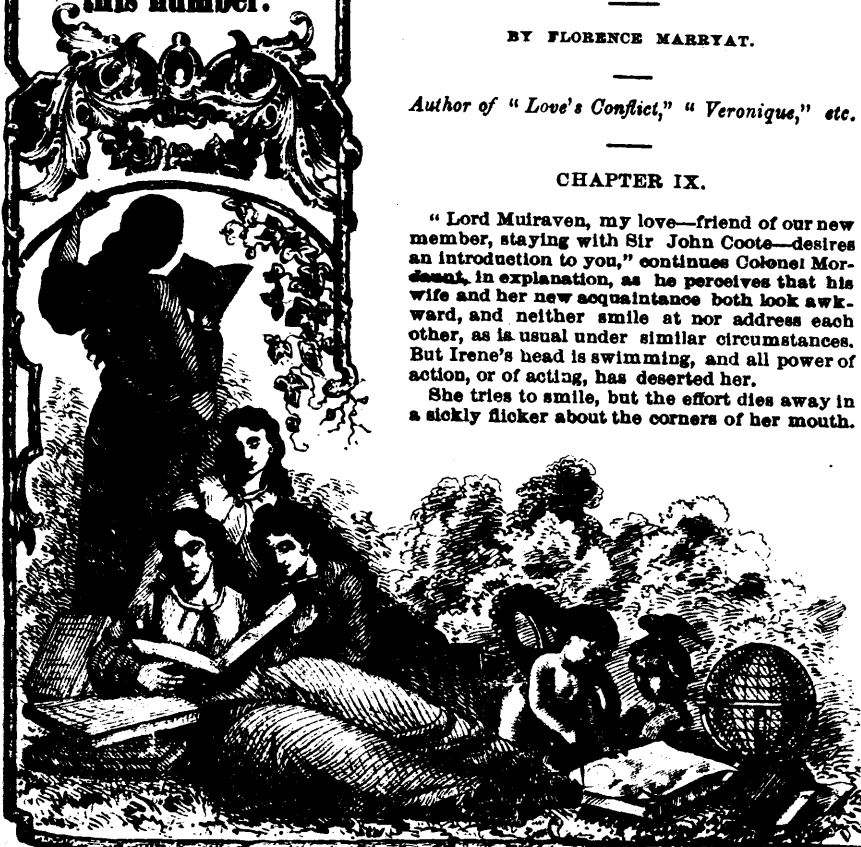 this number.
BY FLORENCE MARRYAT.
Author of “Love's Conflict,” “Veronique,” etc.
CHAPTER IX.
“Lord Muiraven, my love—friend of our new
member, staying with Sir John Coote—desires
an introduction to you,” continues Colonel Mor-
daunt, in explanation, as he perceives that his
wife and her new acquaintance both look awk-
ward, and neither smile at nor address each
other, as is usual under similar circumstances.
But Irene's head is swimming, and all power of
action, or of acting, has deserted her.
She tries to smile, but the effort dies away in
a sickly flicker about the corners of her mouth.